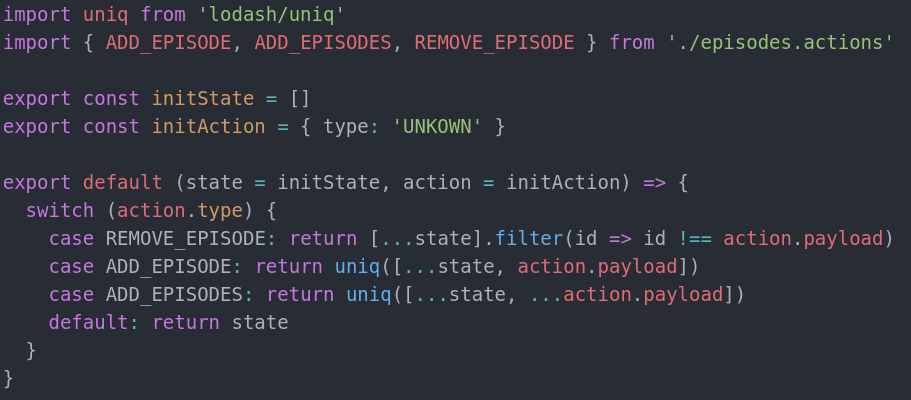 import uniq from 'lodash/uniq'
import { ADD_EPISODE, ADD_EPISODES, REMOVE_EPISODE } from './episodes.actions'

export const initState = []
export const initAction = { type: 'UNKOWN' }

export default (state = initState, action = initAction) => {
  switch (action.type) {
    case REMOVE_EPISODE: return [...state].filter(id => id !== action.payload)
    case ADD_EPISODE: return uniq([...state, action.payload])
    case ADD_EPISODES: return uniq([...state, ...action.payload])
    default: return state
  }
}